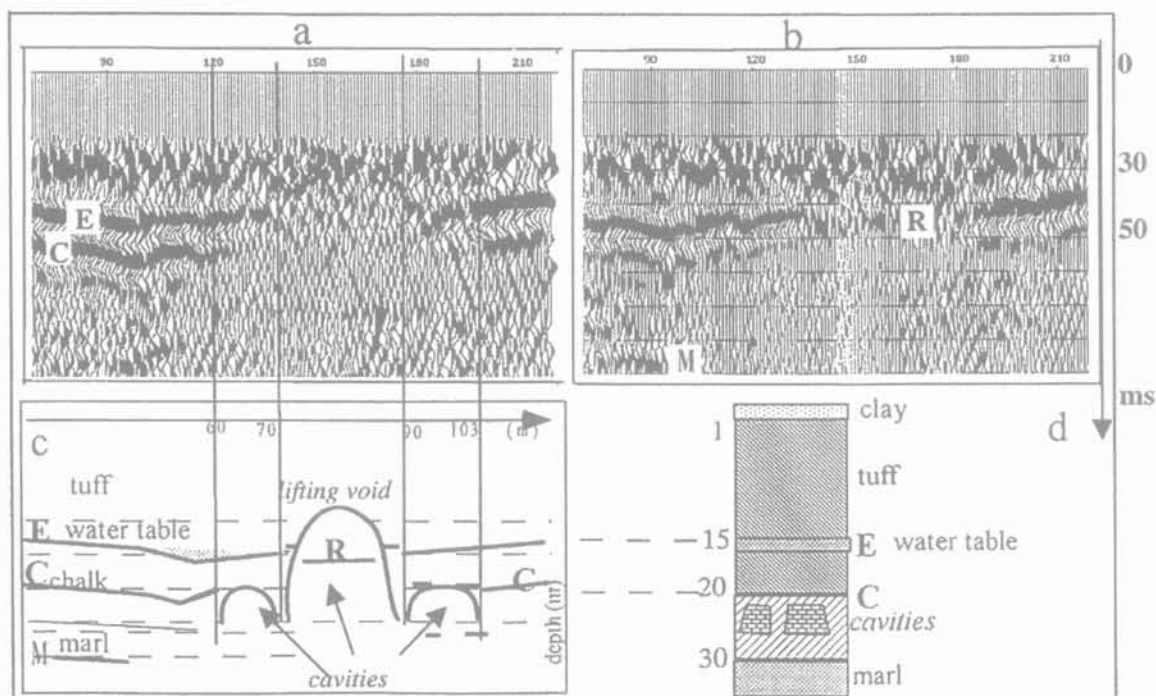 a
90 120 150 180 210
E
C
b
90 120 150 180 210
R
M
0
30
50
ms
c
60 70 90 103 (m)
tuff
lifting void
E water table
R
C chalk
C
marl
M
cavities
depth (m)
d
clay
1
tuff
15 E water table
20 C
cavities
30
marl